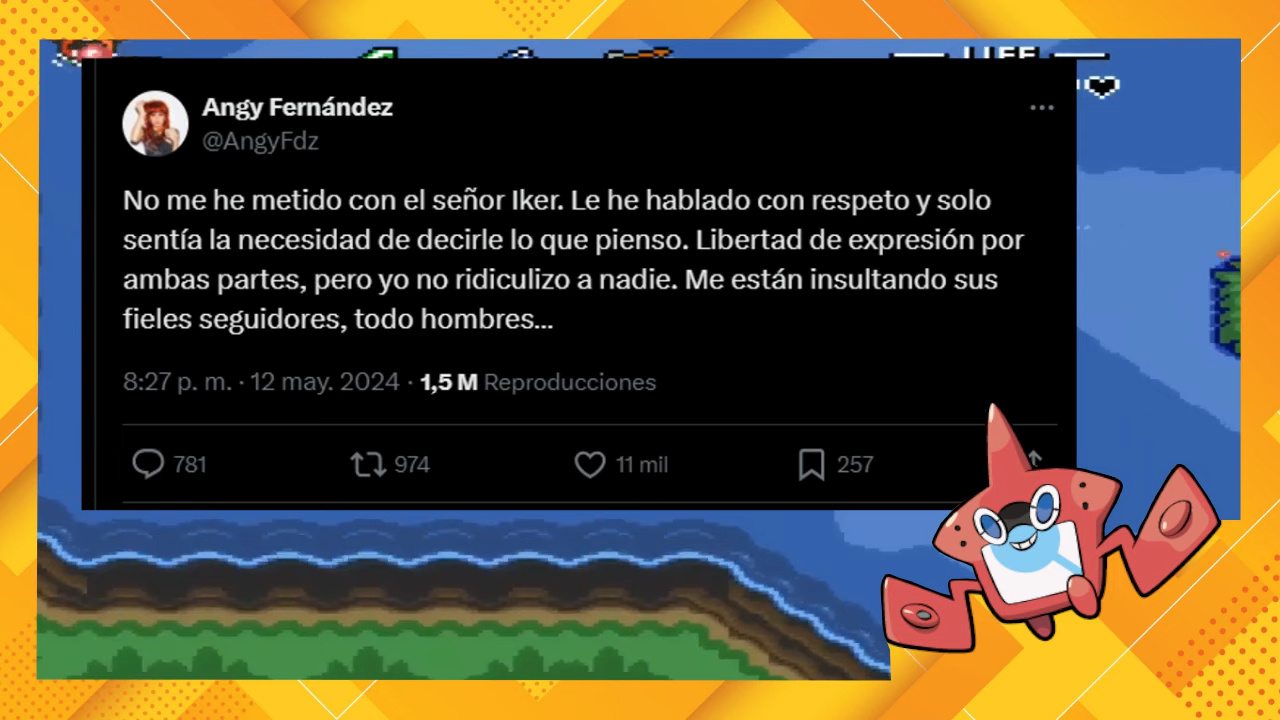 LIFE
Angy Fernández
@AngyFdz
No me he metido con el señor Iker. Le he hablado con respeto y solo
sentía la necesidad de decirle lo que pienso. Libertad de expresión por
ambas partes, pero yo no ridiculizo a nadie. Me están insultando sus
fieles seguidores, todo hombres...
8:27 p. m. · 12 may. 2024 · 1,5 M Reproducciones
781 974 11 mil 257